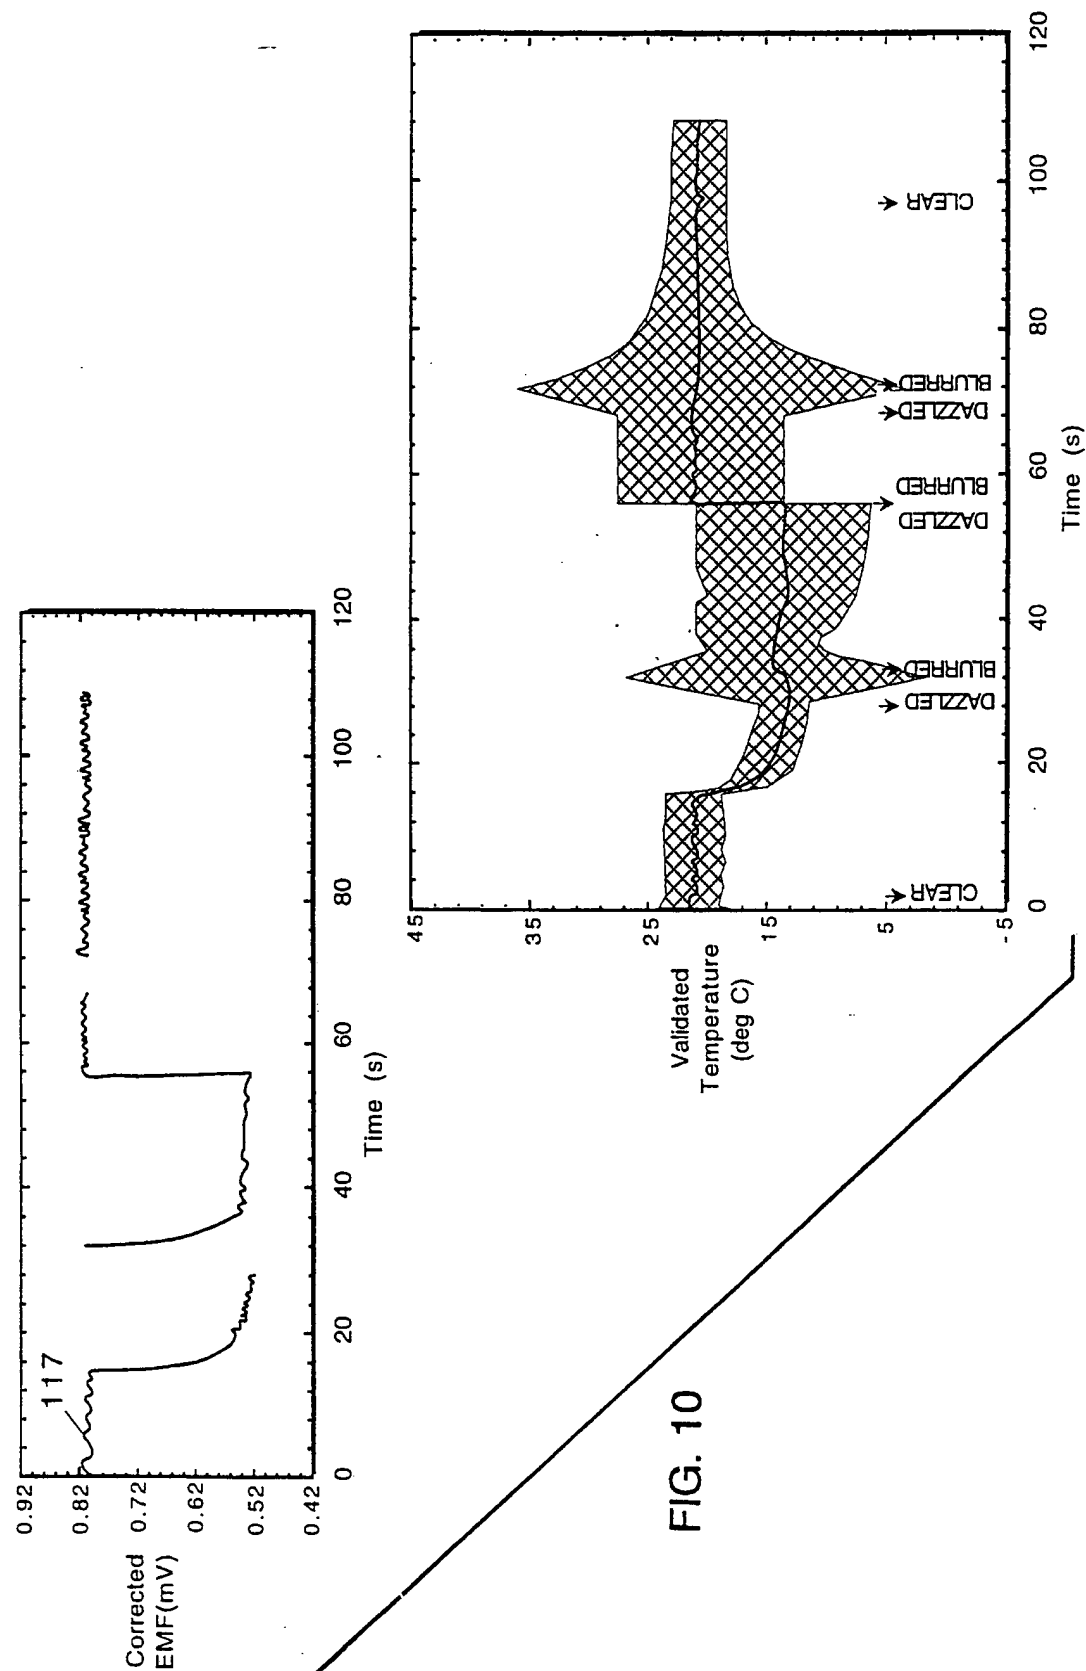 117
0.92
0.82
0.72
0.62
0.52
0.42
Corrected
EMF(mV)
0
20
40
60
80
100
120
Time (s)
45
35
25
15
5
-5
Validated
Temperature
(deg C)
CLEAR
DAZZLED
BLURRED
DAZZLED
BLURRED
DAZZLED
BLURRED
CLEAR
0
20
40
60
80
100
120
Time (s)
FIG. 10